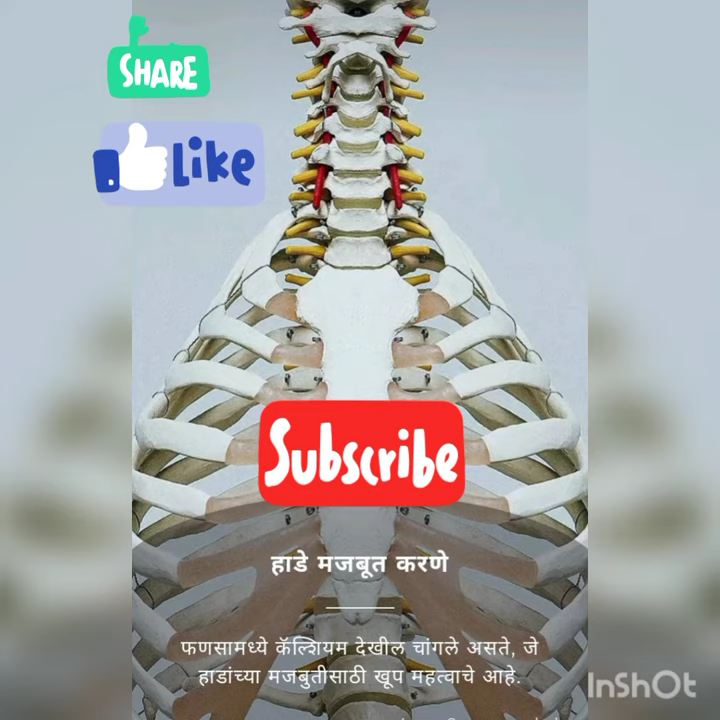 SHARE
Like
Subscribe
हाडे मजबूत करणे
फणसामध्ये कॅल्शियम देखील चांगले असते, जे
हाडांच्या मजबुतीसाठी खूप महत्वाचे आहे.
InShOt